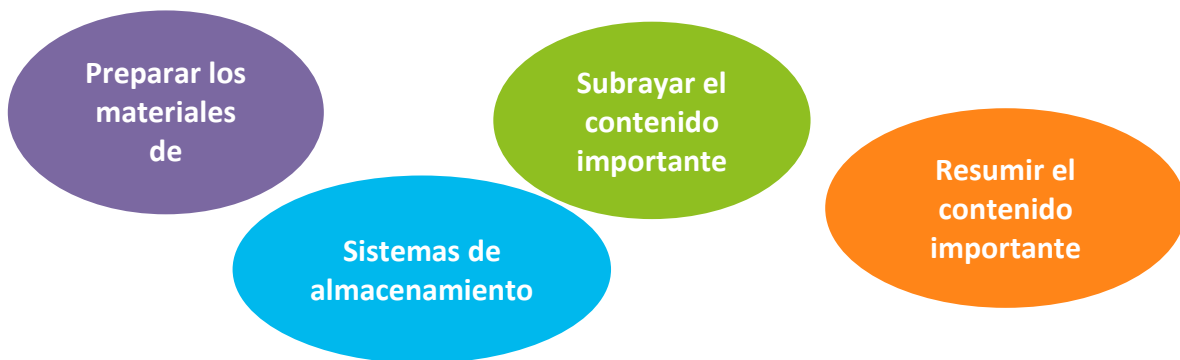 Preparar los
materiales
de
Subrayar el
contenido
importante
Resumir el
contenido
importante
Sistemas de
almacenamiento